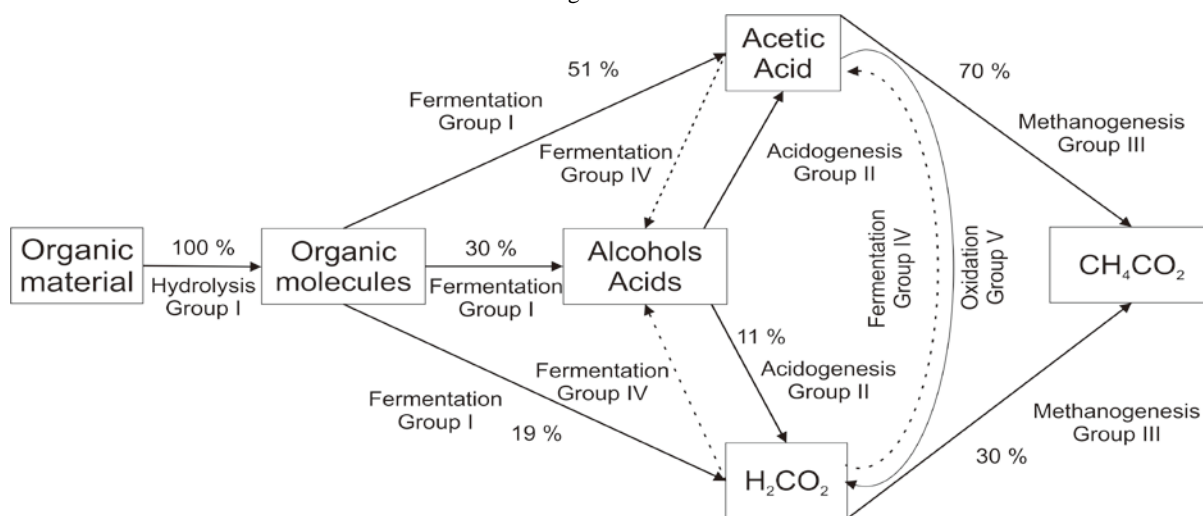 Acetic
Acid
51 %
70 %
Fermentation
Group I
Methanogenesis
Group III
Fermentation
Group IV
Acidogenesis
Group II
Organic
material
100 %
Hydrolysis
Group I
Organic
molecules
30 %
Fermentation
Group I
Alcohols
Acids
Fermentation
Group IV
Oxidation
Group V
CH₄CO₂
11 %
Acidogenesis
Group II
Fermentation
Group IV
Fermentation
Group I
19 %
Methanogenesis
Group III
30 %
H₂CO₂